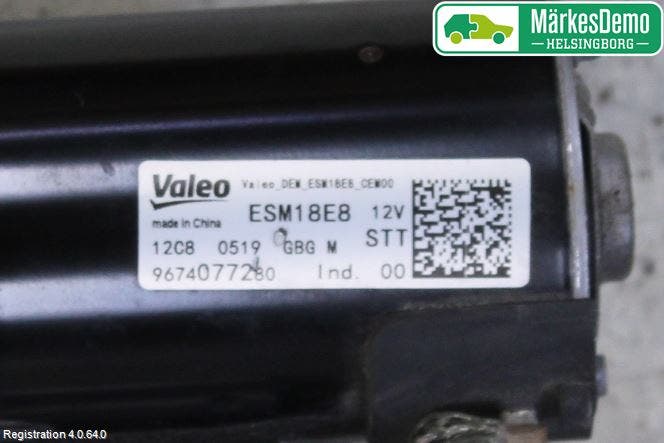 MärkesDemo
HELSINGBORG
Valeo Valeo_DEM_ESM18E8_CEM00
made in China ESM18E8 12V
12C8 0519 GBG M STT
9674077280 Ind. 00
Registration 4.0.64.0